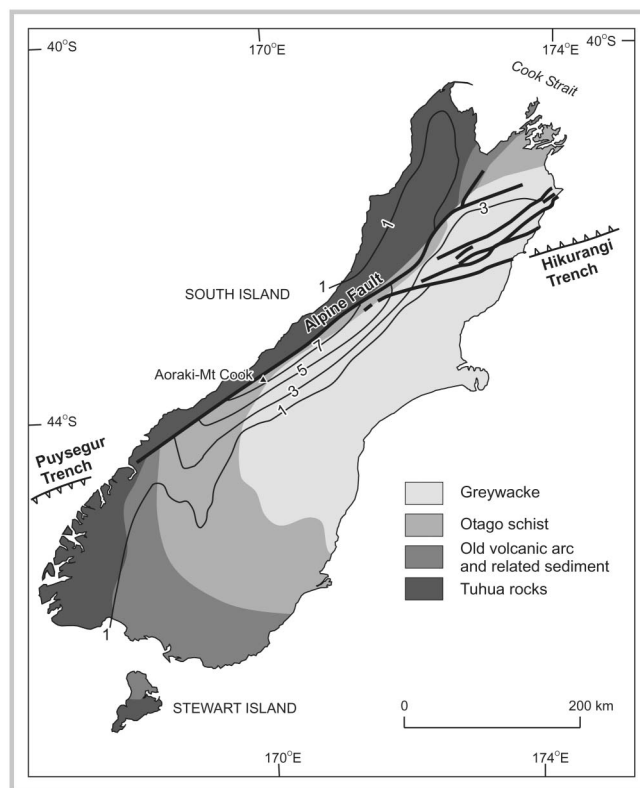 40°S
170°E
174°E
40°S
Cook Strait
3
1
1
Hikurangi
Trench
SOUTH ISLAND
Alpine Fault
7
5
3
1
Aoraki-Mt Cook
44°S
44°S
Puysegur
Trench
Greywacke
Otago schist
Old volcanic arc
and related sediment
Tuhua rocks
1
STEWART ISLAND
0
200 km
170°E
174°E